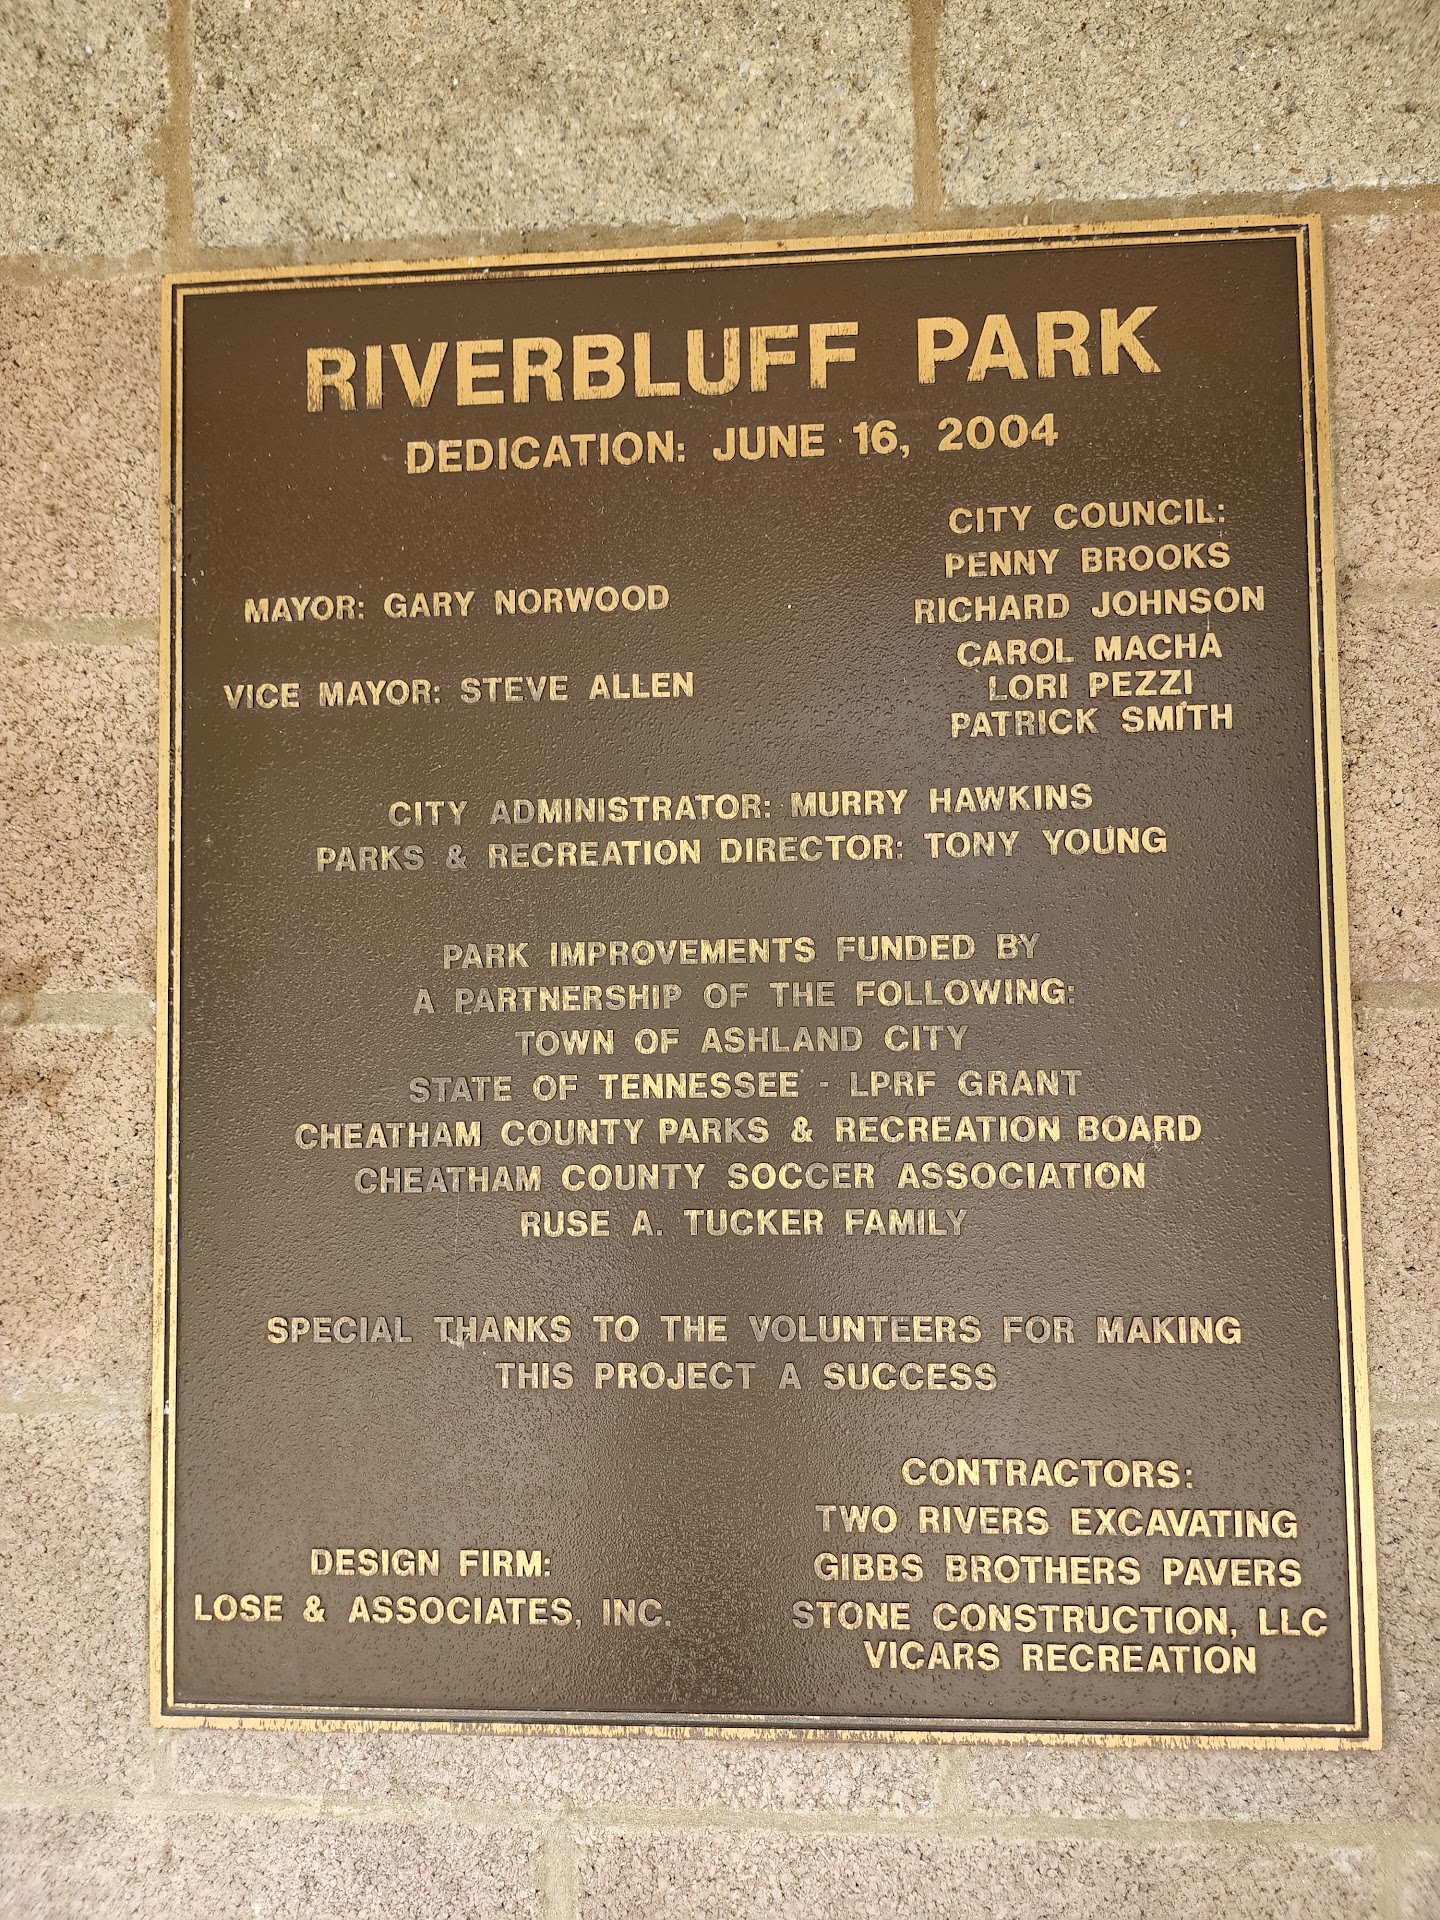 RIVERBLUFF PARK
DEDICATION: JUNE 16, 2004
MAYOR: GARY NORWOOD
VICE MAYOR: STEVE ALLEN
CITY COUNCIL:
PENNY BROOKS
RICHARD JOHNSON
CAROL MACHA
LORI PEZZI
PATRICK SMITH
CITY ADMINISTRATOR: MURRY HAWKINS
PARKS & RECREATION DIRECTOR: TONY YOUNG
PARK IMPROVEMENTS FUNDED BY
A PARTNERSHIP OF THE FOLLOWING:
TOWN OF ASHLAND CITY
STATE OF TENNESSEE - LPRF GRANT
CHEATHAM COUNTY PARKS & RECREATION BOARD
CHEATHAM COUNTY SOCCER ASSOCIATION
RUSE A. TUCKER FAMILY
SPECIAL THANKS TO THE VOLUNTEERS FOR MAKING
THIS PROJECT A SUCCESS
DESIGN FIRM:
LOSE & ASSOCIATES, INC.
CONTRACTORS:
TWO RIVERS EXCAVATING
GIBBS BROTHERS PAVERS
STONE CONSTRUCTION, LLC
VICARS RECREATION